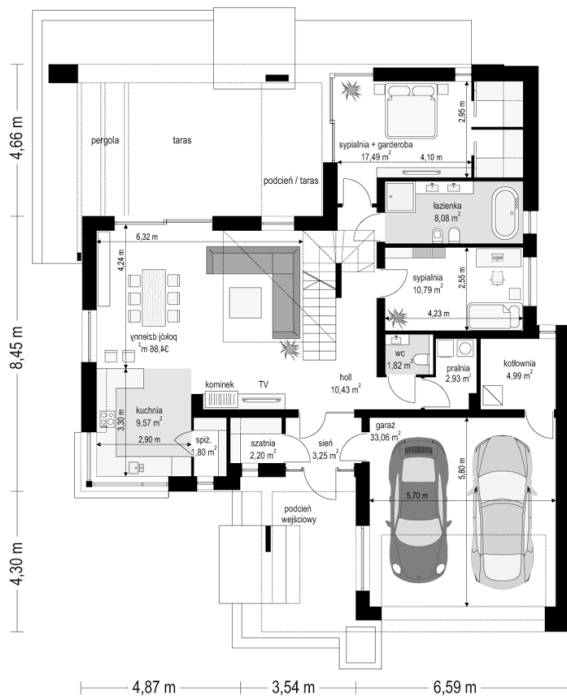 4,66 m
8,45 m
4,30 m
4,87 m
3,54 m
6,59 m
pergola
taras
podcień / taras
sypialnia + garderoba
17,49 m²
4,10 m
2,95 m
łazienka
8,08 m²
6,32 m
4,24 m
pokój dzienny
34,86 m²
sypialnia
10,79 m²
2,55 m
4,23 m
wc
1,82 m²
pralnia
2,93 m²
kotłownia
4,99 m²
holl
10,43 m²
kominek
TV
kuchnia
9,57 m²
3,30 m
2,90 m
spiż.
1,80 m²
szatnia
2,20 m²
sień
3,25 m²
garaż
33,06 m²
5,80 m
5,70 m
podcień
wejściowy